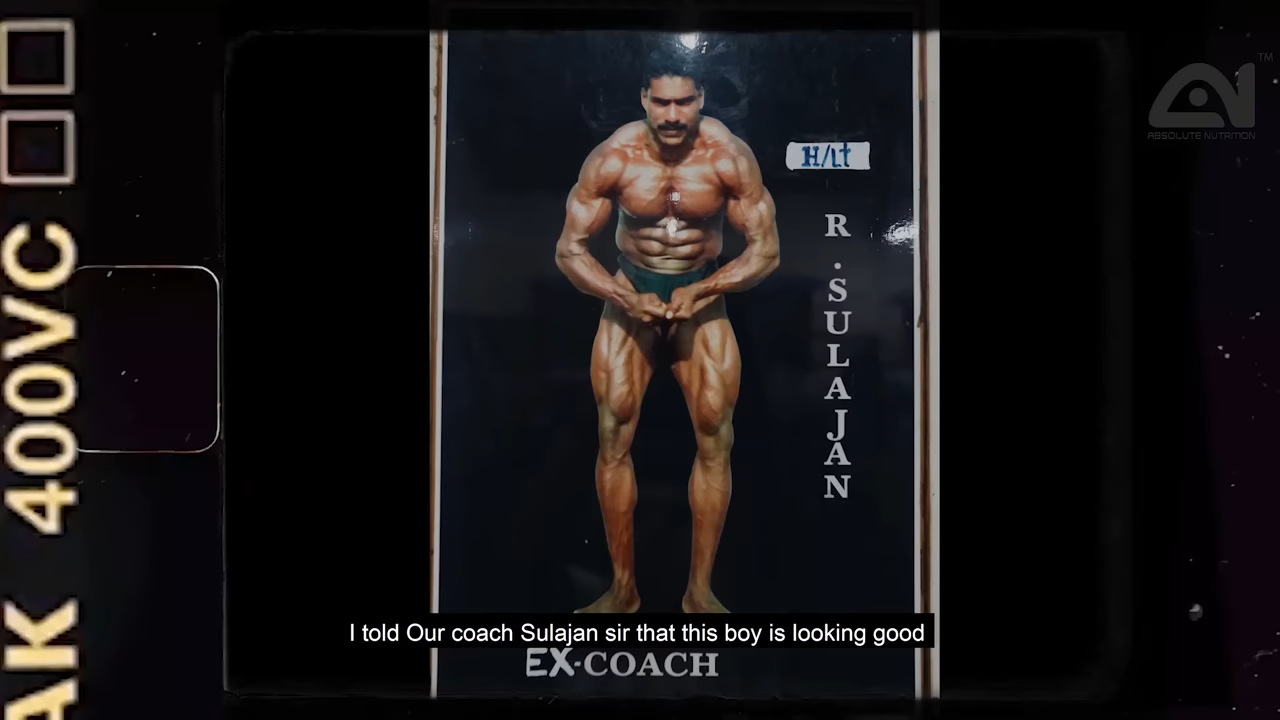 AK 400VC
ABSOLUTE NUTRITION
TM
H/Lt
R.SULAJAN
I told Our coach Sulajan sir that this boy is looking good
EX-COACH